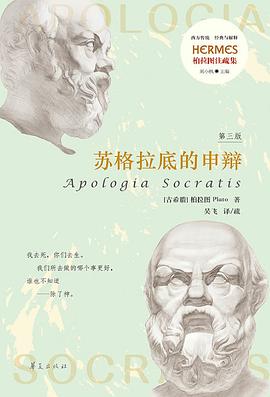 APOLOGIA
西方传统 经典与解释
HERMES
柏拉图注疏集
刘小枫◎主编
第三版
苏格拉底的申辩
Apologia Socratis
[古希腊] 柏拉图 Plato 著
吴飞 译/疏
我去死，你们去生。
我们所做的哪个事更好，
谁也不知道
——除了神。
华夏出版社
SOCRATIS